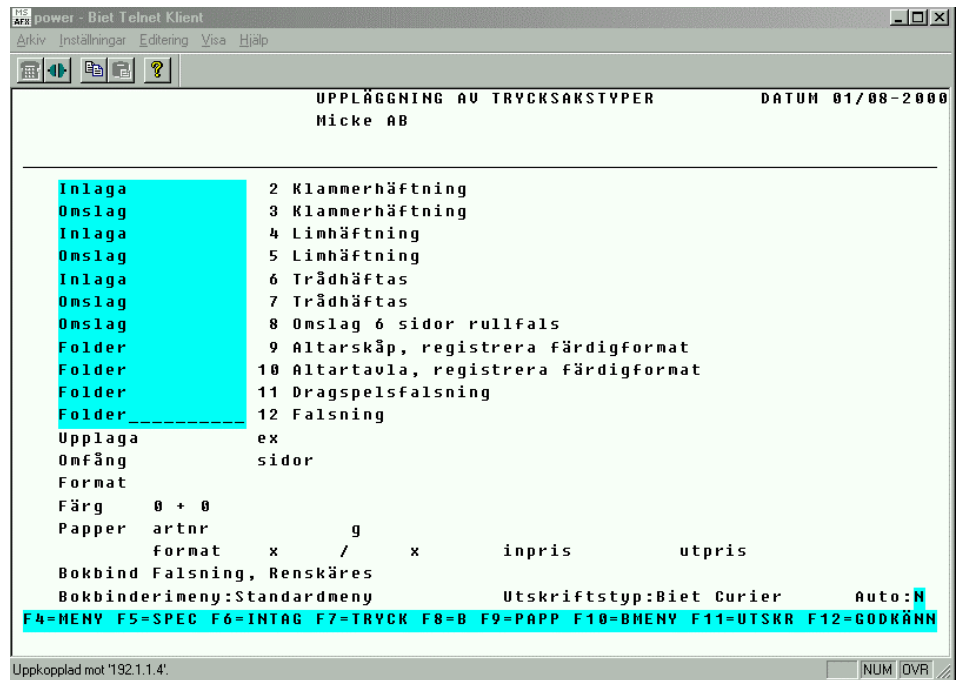 power - Biet Telnet Klient
Arkiv Inställningar Editering Visa Hjälp
UPPLÄGGNING AV TRYCKSAKSTYPER DATUM 01/08-2000
Micke AB
Inlaga 2 Klammerhäftning
Omslag 3 Klammerhäftning
Inlaga 4 Limhäftning
Omslag 5 Limhäftning
Inlaga 6 Trådhäftas
Omslag 7 Trådhäftas
Omslag 8 Omslag 6 sidor rullfals
Folder 9 Altarskåp, registrera färdigformat
Folder 10 Altartavla, registrera färdigformat
Folder 11 Dragspelsfalsning
Folder__________ 12 Falsning
Upplaga ex
Omfång sidor
Format
Färg 0 + 0
Papper artnr g
format x / x inpris utpris
Bokbind Falsning, Renskäres
Bokbinderimeny:Standardmeny Utskriftstyp:Biet Curier Auto:N
F4=MENY F5=SPEC F6=INTAG F7=TRYCK F8=B F9=PAPP F10=BMENY F11=UTSKR F12=GODKÄNN
Uppkopplad mot '192.1.1.4'. NUM OVR